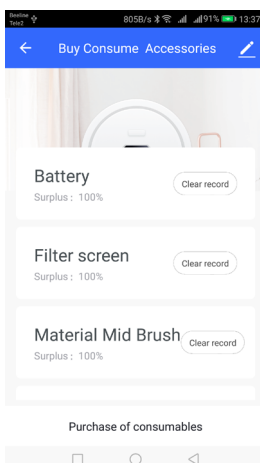 Beeline
Tele2
805B/s 91% 13:37
Buy Consume Accessories
Battery
Surplus : 100%
Clear record
Filter screen
Surplus : 100%
Clear record
Material Mid Brush
Surplus : 100%
Clear record
Purchase of consumables